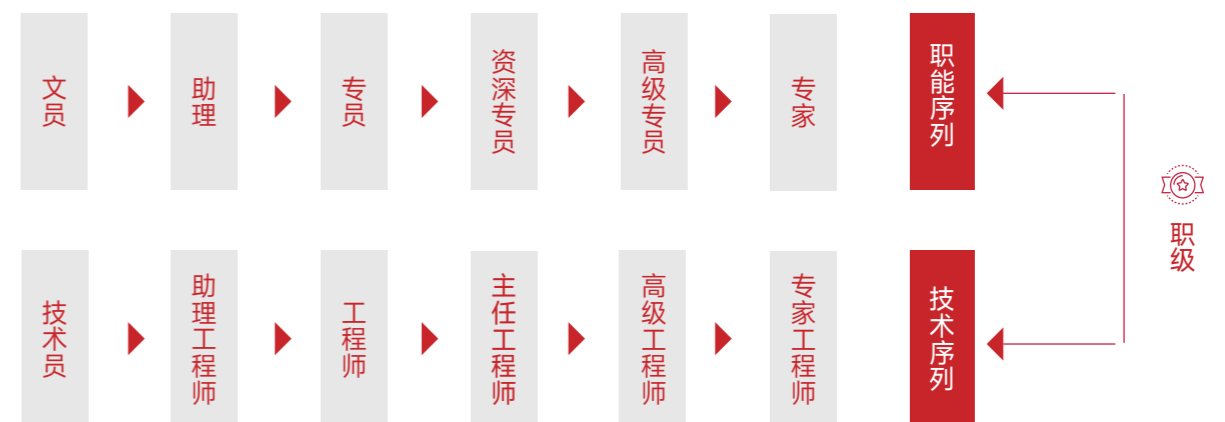 文员
助理
专员
资深专员
高级专员
专家
职能序列
职级
技术员
助理工程师
工程师
主任工程师
高级工程师
专家工程师
技术序列